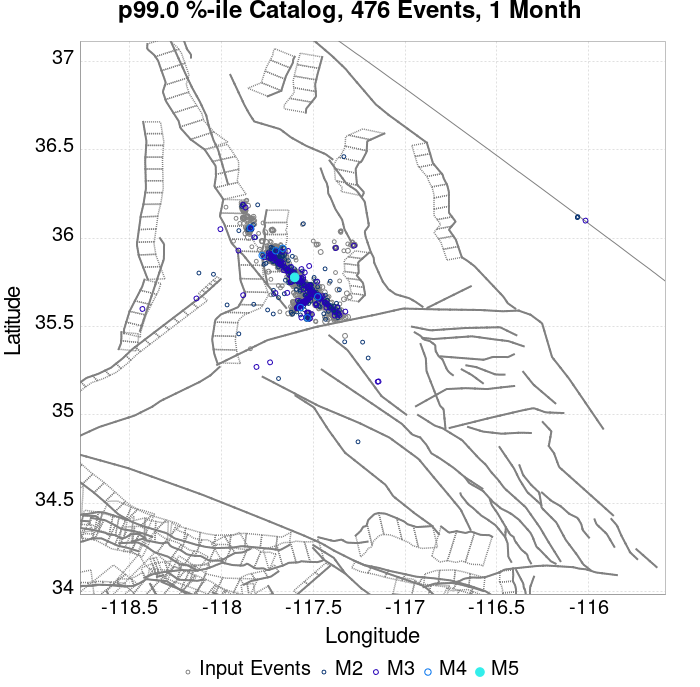 p99.0 %-ile Catalog, 476 Events, 1 Month
37
36.5
36
35.5
35
34.5
34
Latitude
-118.5 -118 -117.5 -117 -116.5 -116
Longitude
Input Events M2 M3 M4 M5